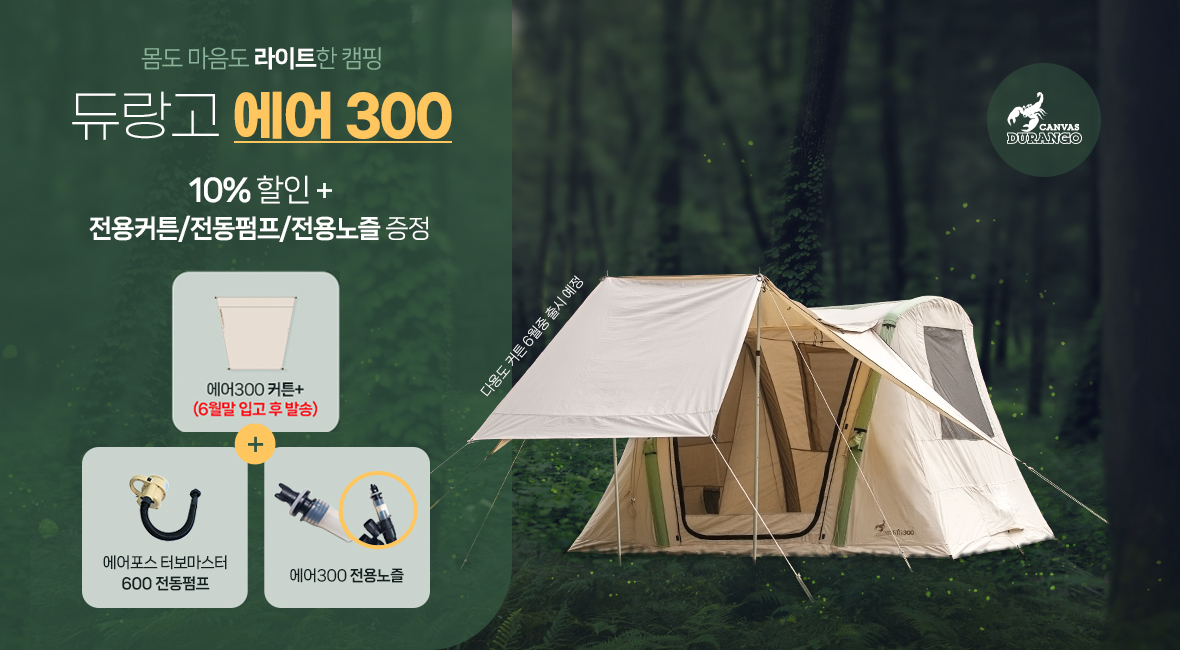 몸도 마음도 라이트한 캠핑
듀랑고 에어 300
10% 할인 +
전용커튼/전동펌프/전용노즐 증정
에어300 커튼+
(6월말 입고 후 발송)
+
에어포스 터보마스터
600 전동펌프
에어300 전용노즐
다용도 커튼 6월중 출시 예정
CANVAS
DURANGO